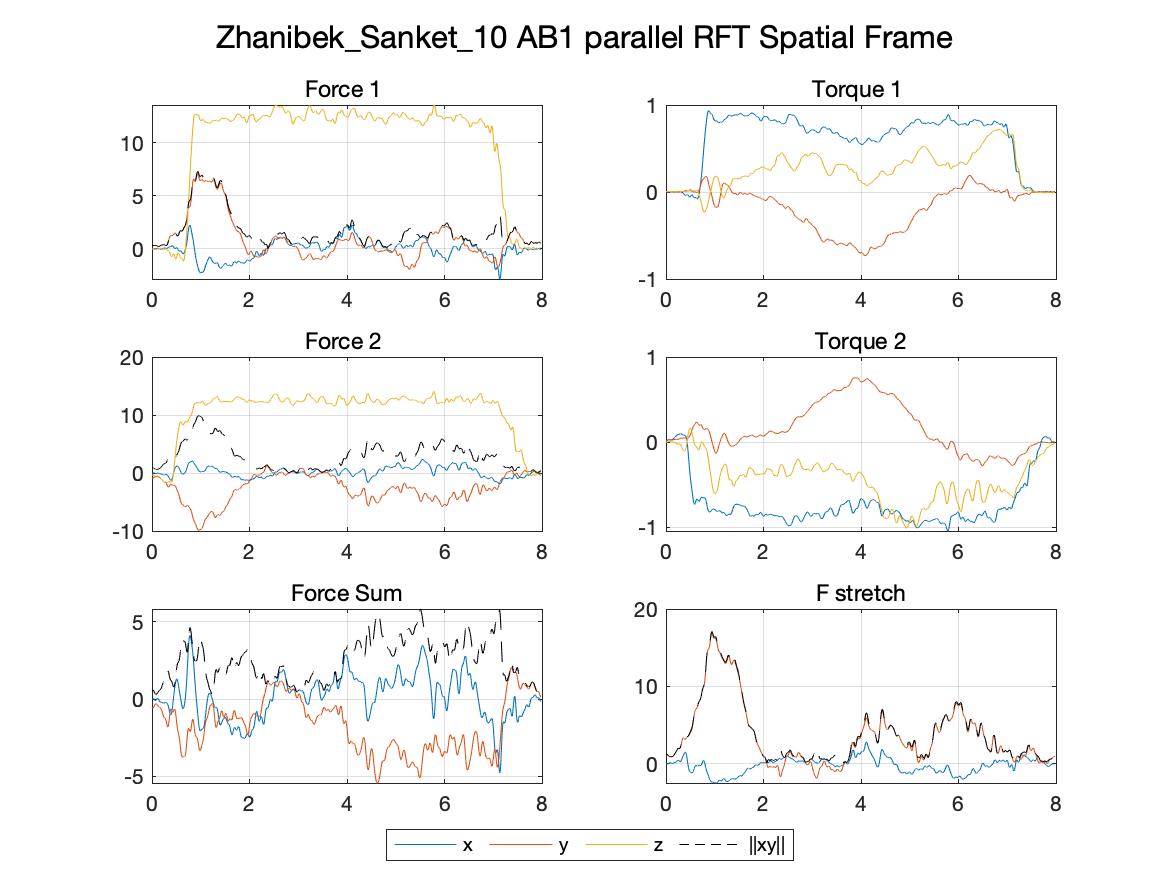 Zhanibek_Sanket_10 AB1 parallel RFT Spatial Frame
Force 1
10
5
0
0 2 4 6 8
Torque 1
1
0
-1
0 2 4 6 8
Force 2
20
10
0
-10
0 2 4 6 8
Torque 2
1
0
-1
0 2 4 6 8
Force Sum
5
0
-5
0 2 4 6 8
F stretch
20
10
0
0 2 4 6 8
x y z ||xy||